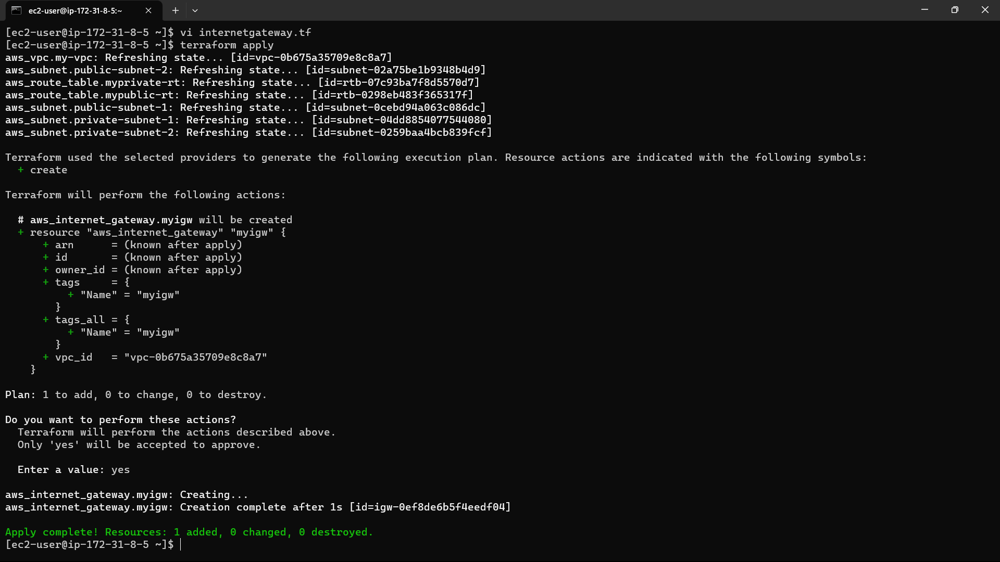 ec2-user@ip-172-31-8-5:~
[ec2-user@ip-172-31-8-5 ~]$ vi internetgateway.tf
[ec2-user@ip-172-31-8-5 ~]$ terraform apply
aws_vpc.my-vpc: Refreshing state... [id=vpc-0b675a35709e8c8a7]
aws_subnet.public-subnet-2: Refreshing state... [id=subnet-02a75be1b9348b4d9]
aws_route_table.myprivate-rt: Refreshing state... [id=rtb-07c93ba7f8d5570d7]
aws_route_table.mypublic-rt: Refreshing state... [id=rtb-0298eb483f365317f]
aws_subnet.public-subnet-1: Refreshing state... [id=subnet-0cebd94a063c086dc]
aws_subnet.private-subnet-1: Refreshing state... [id=subnet-04dd8854077544080]
aws_subnet.private-subnet-2: Refreshing state... [id=subnet-0259baa4bcb839fcf]

Terraform used the selected providers to generate the following execution plan. Resource actions are indicated with the following symbols:
  + create

Terraform will perform the following actions:

  # aws_internet_gateway.myigw will be created
  + resource "aws_internet_gateway" "myigw" {
      + arn      = (known after apply)
      + id       = (known after apply)
      + owner_id = (known after apply)
      + tags     = {
          + "Name" = "myigw"
        }
      + tags_all = {
          + "Name" = "myigw"
        }
      + vpc_id   = "vpc-0b675a35709e8c8a7"
    }

Plan: 1 to add, 0 to change, 0 to destroy.

Do you want to perform these actions?
  Terraform will perform the actions described above.
  Only 'yes' will be accepted to approve.

  Enter a value: yes

aws_internet_gateway.myigw: Creating...
aws_internet_gateway.myigw: Creation complete after 1s [id=igw-0ef8de6b5f4eedf04]

Apply complete! Resources: 1 added, 0 changed, 0 destroyed.
[ec2-user@ip-172-31-8-5 ~]$